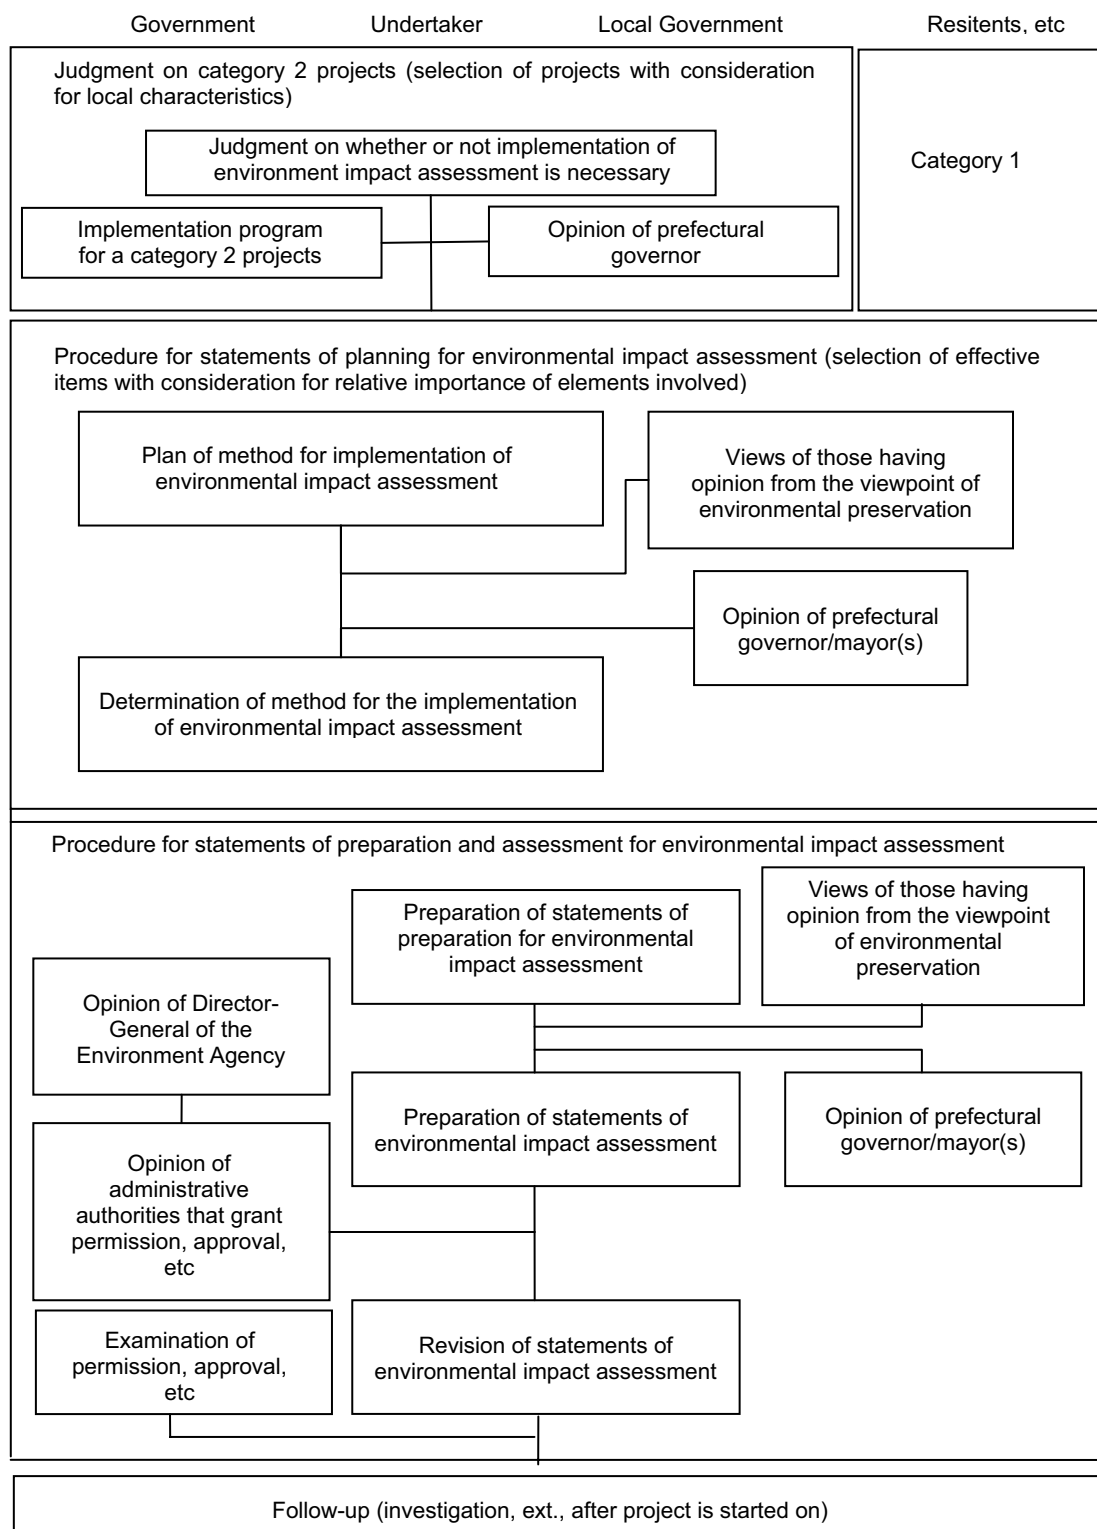 Government Undertaker Local Government Resitents, etc
Judgment on category 2 projects (selection of projects with consideration
for local characteristics)
Judgment on whether or not implementation of
environment impact assessment is necessary
Category 1
Implementation program
for a category 2 projects
Opinion of prefectural
governor
Procedure for statements of planning for environmental impact assessment (selection of effective
items with consideration for relative importance of elements involved)
Plan of method for implementation of
environmental impact assessment
Views of those having
opinion from the viewpoint of
environmental preservation
Opinion of prefectural
governor/mayor(s)
Determination of method for the implementation
of environmental impact assessment
Procedure for statements of preparation and assessment for environmental impact assessment
Preparation of statements of
preparation for environmental
impact assessment
Views of those having
opinion from the viewpoint
of environmental
preservation
Opinion of Director-
General of the
Environment Agency
Preparation of statements of
environmental impact assessment
Opinion of prefectural
governor/mayor(s)
Opinion of
administrative
authorities that grant
permission, approval,
etc
Examination of
permission, approval,
etc
Revision of statements of
environmental impact assessment
Follow-up (investigation, ext., after project is started on)